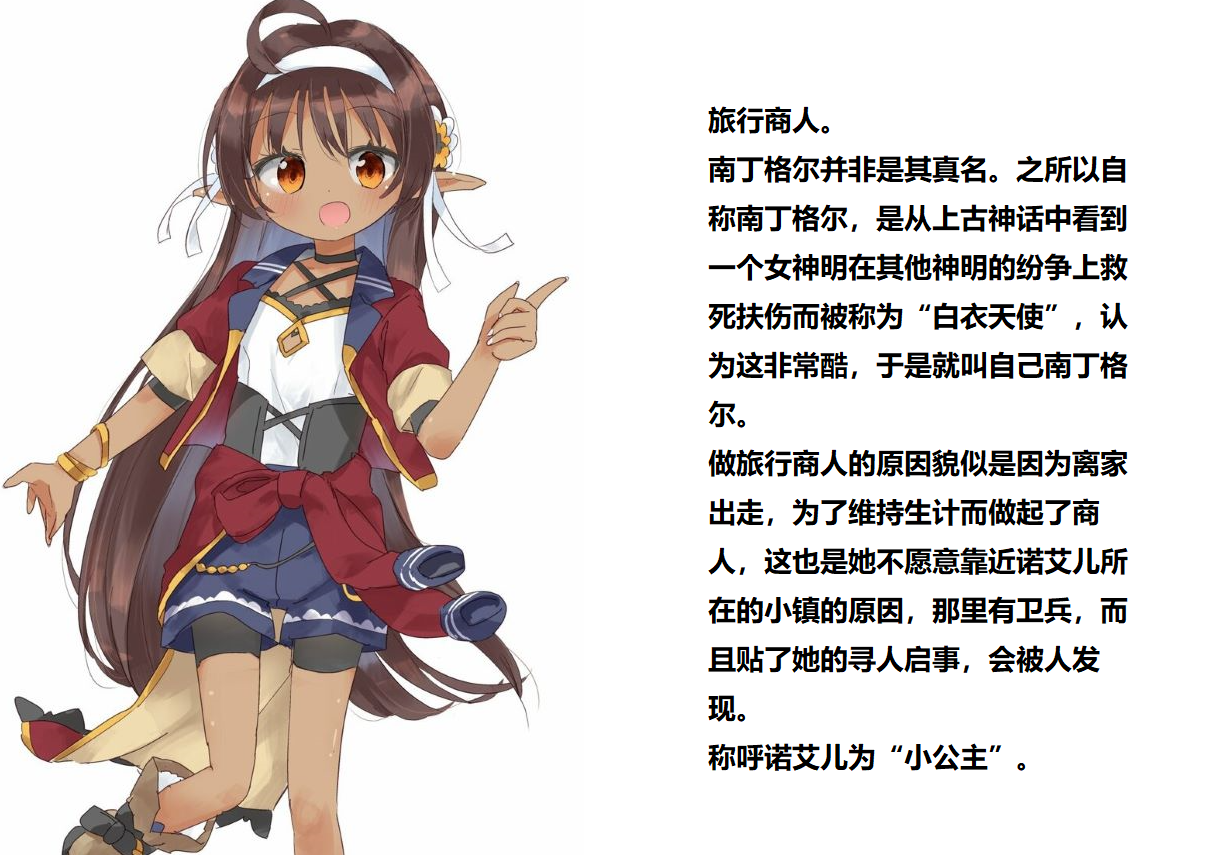 旅行商人。
南丁格尔并非是其真名。之所以自
称南丁格尔，是从上古神话中看到
一个女神明在其他神明的纷争上救
死扶伤而被称为“白衣天使”，认
为这非常酷，于是就叫自己南丁格
尔。
做旅行商人的原因貌似是因为离家
出走，为了维持生计而做起了商
人，这也是她不愿意靠近诺艾儿所
在的小镇的原因，那里有卫兵，而
且贴了她的寻人启事，会被人发
现。
称呼诺艾儿为“小公主”。